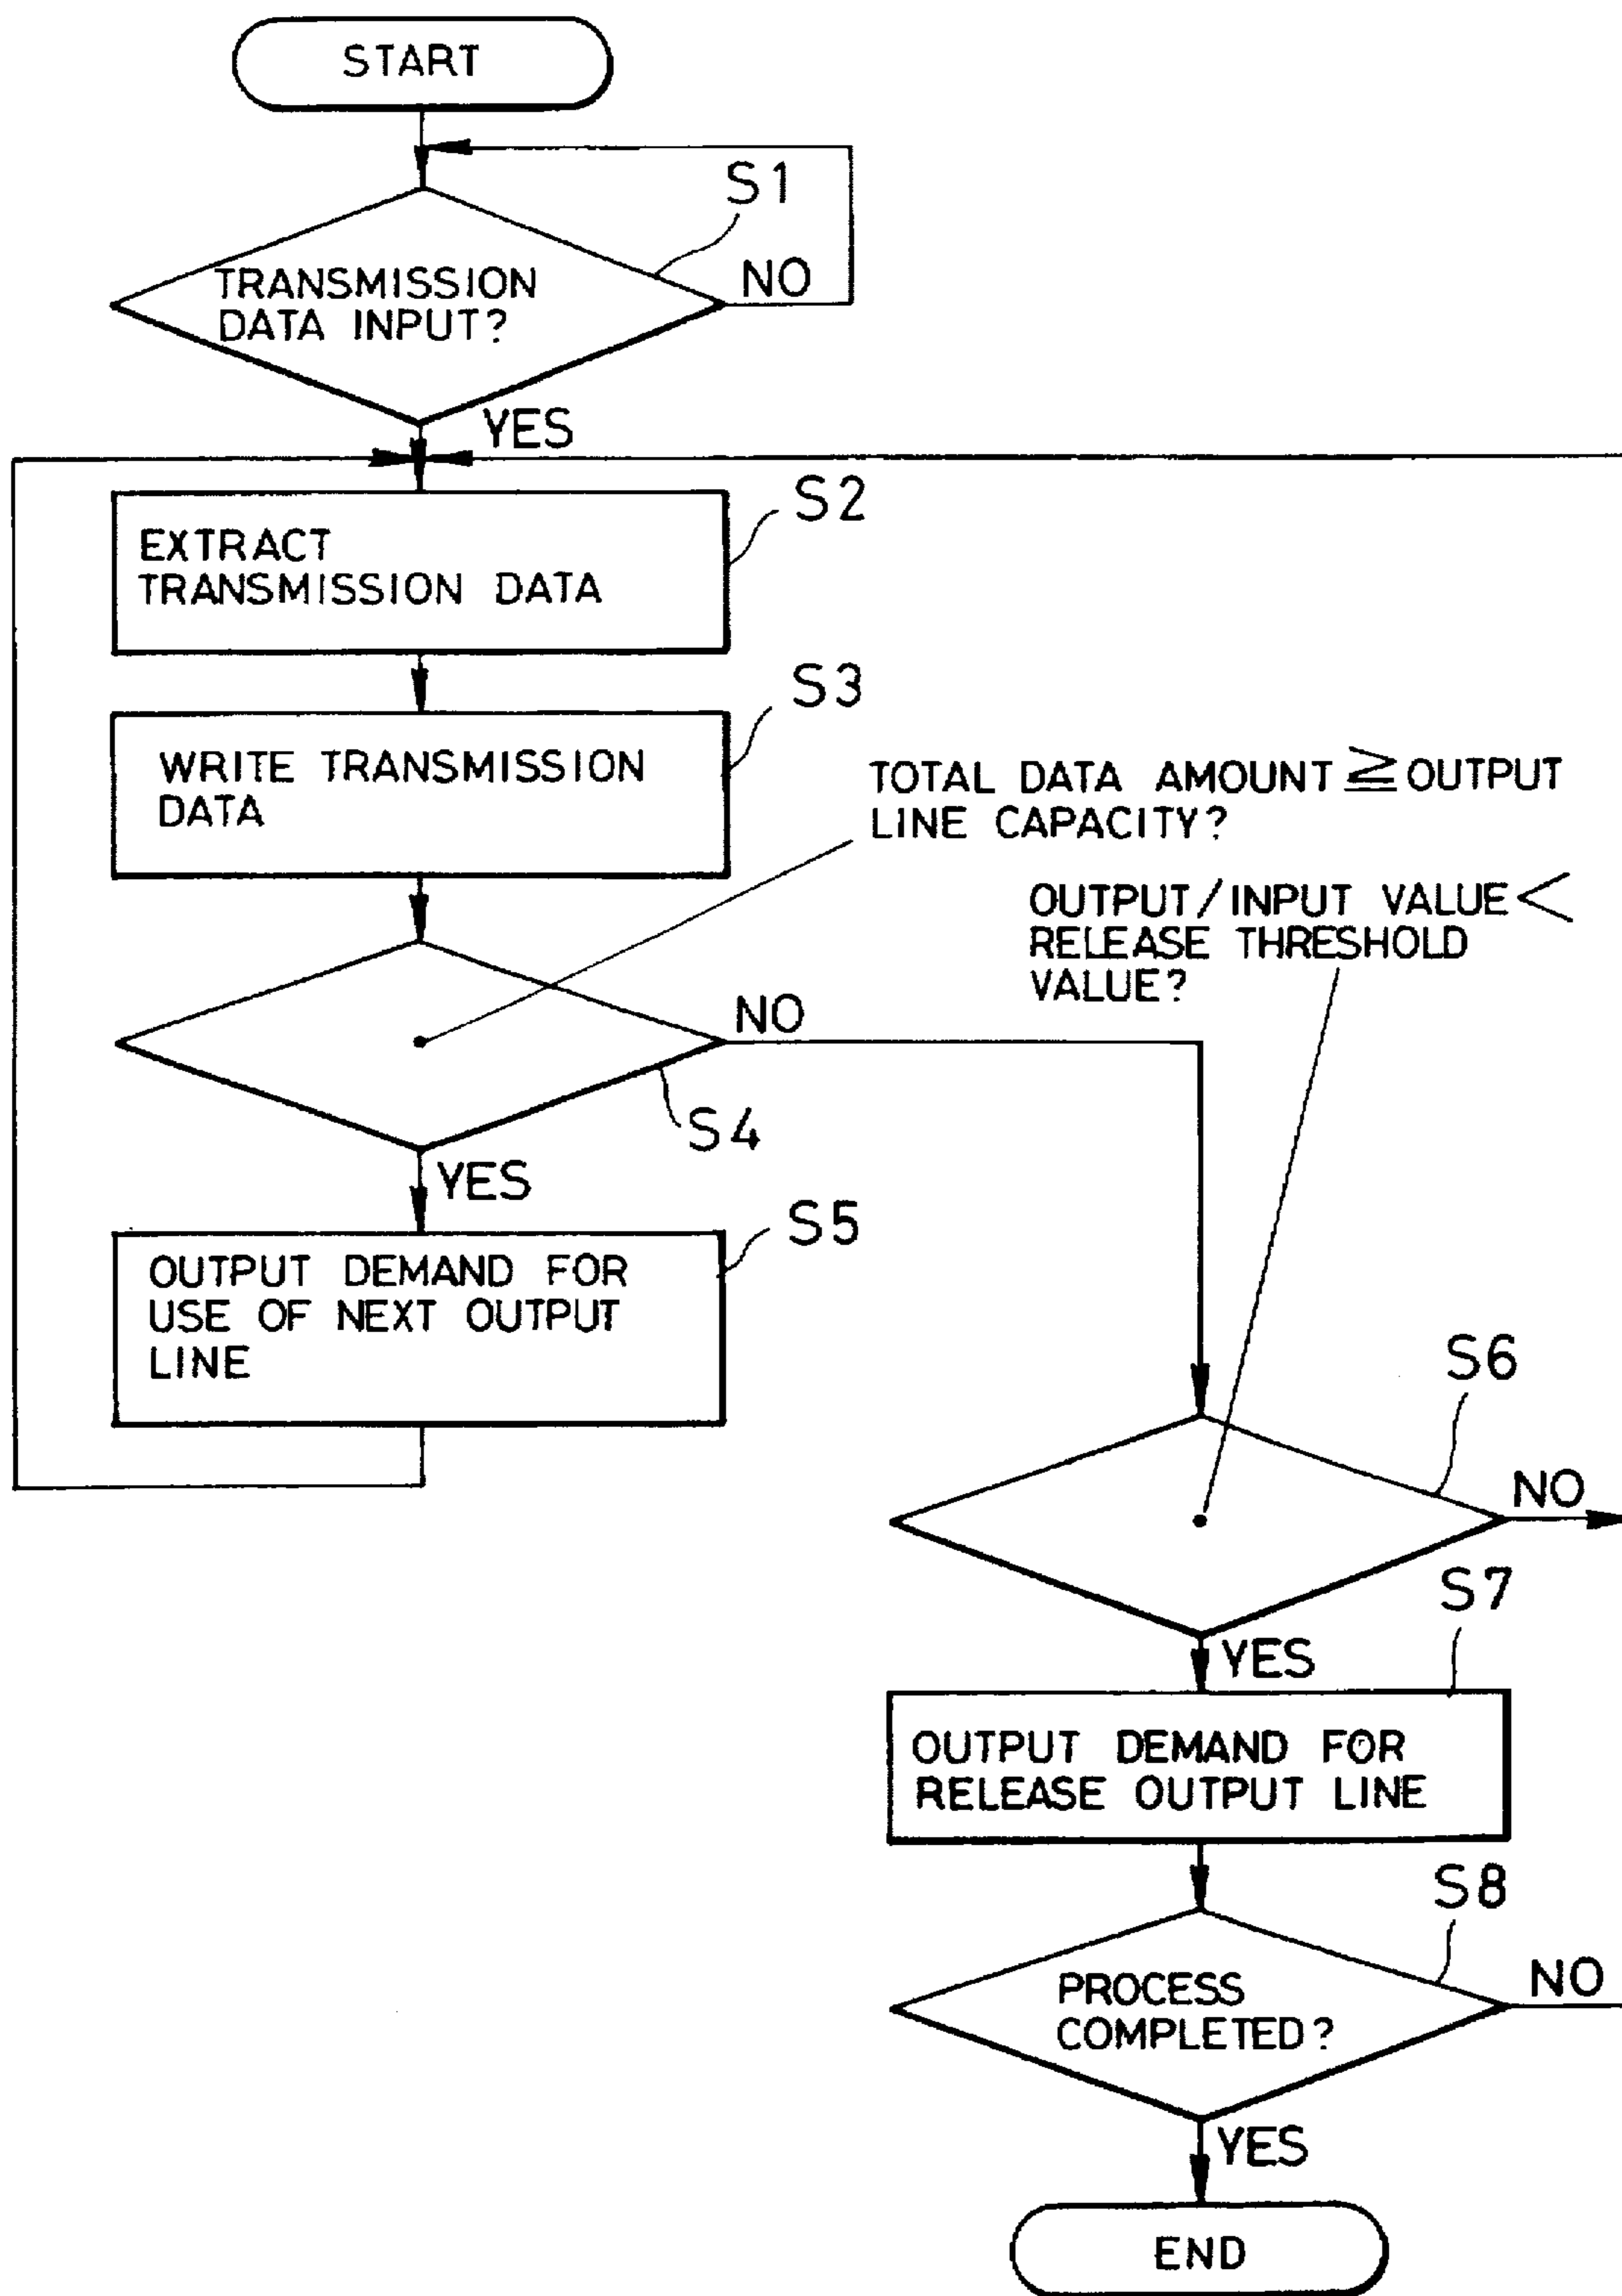 START
S1
TRANSMISSION
DATA INPUT?
NO
YES
S2
EXTRACT
TRANSMISSION DATA
S3
WRITE TRANSMISSION
DATA
TOTAL DATA AMOUNT ≧ OUTPUT
LINE CAPACITY?
OUTPUT/INPUT VALUE <
RELEASE THRESHOLD
VALUE?
NO
S4
YES
S5
OUTPUT DEMAND FOR
USE OF NEXT OUTPUT
LINE
S6
NO
S7
YES
OUTPUT DEMAND FOR
RELEASE OUTPUT LINE
S8
PROCESS
COMPLETED?
NO
YES
END